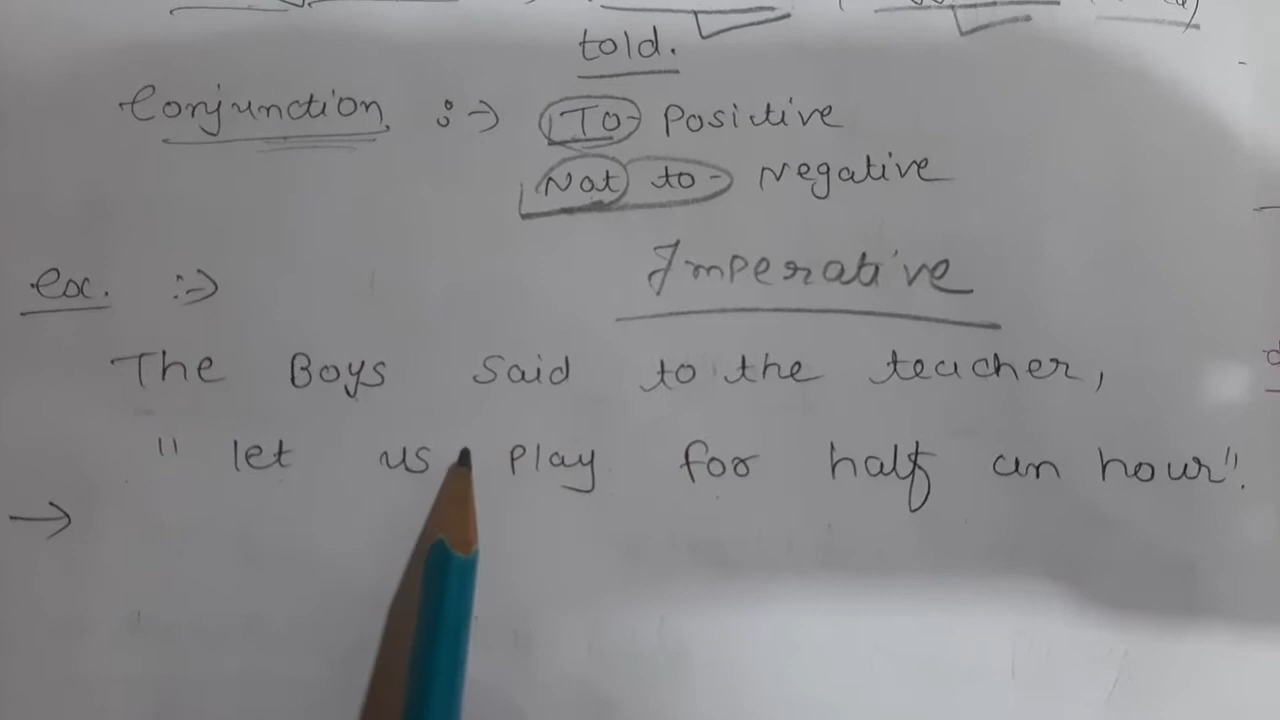 told.
Conjunction :→ To Positive
Not to Negative
Imperative
ex. :→
The Boys said to the teacher,
" let us play for half an hour".
→